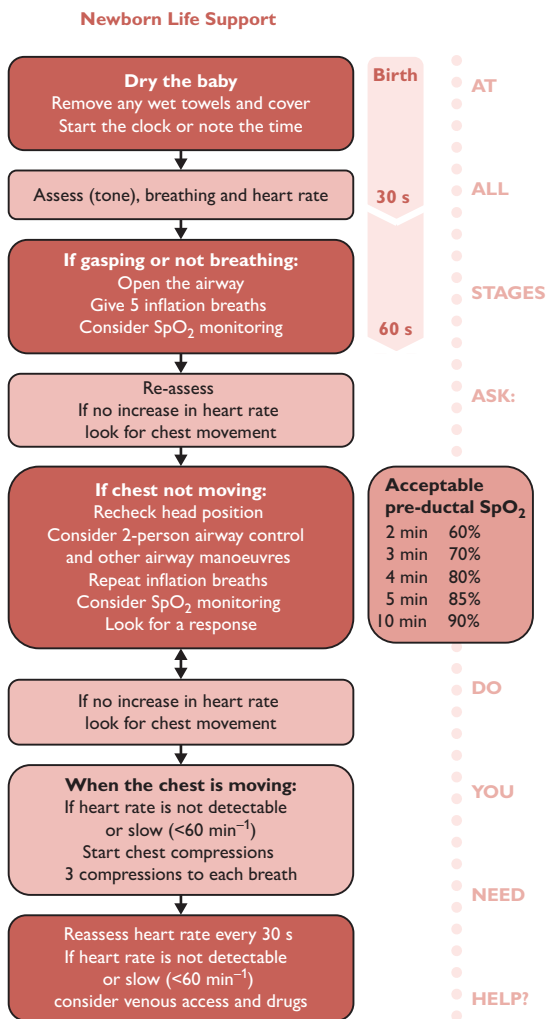 Newborn Life Support
Dry the baby
Remove any wet towels and cover
Start the clock or note the time
Birth
AT
Assess (tone), breathing and heart rate
30 s
ALL
If gasping or not breathing:
Open the airway
Give 5 inflation breaths
Consider SpO₂ monitoring
60 s
STAGES
Re-assess
If no increase in heart rate
look for chest movement
ASK:
If chest not moving:
Recheck head position
Consider 2-person airway control
and other airway manoeuvres
Repeat inflation breaths
Consider SpO₂ monitoring
Look for a response
Acceptable
pre-ductal SpO₂
2 min 60%
3 min 70%
4 min 80%
5 min 85%
10 min 90%
If no increase in heart rate
look for chest movement
DO
When the chest is moving:
If heart rate is not detectable
or slow (<60 min⁻¹)
Start chest compressions
3 compressions to each breath
YOU
NEED
Reassess heart rate every 30 s
If heart rate is not detectable
or slow (<60 min⁻¹)
consider venous access and drugs
HELP?